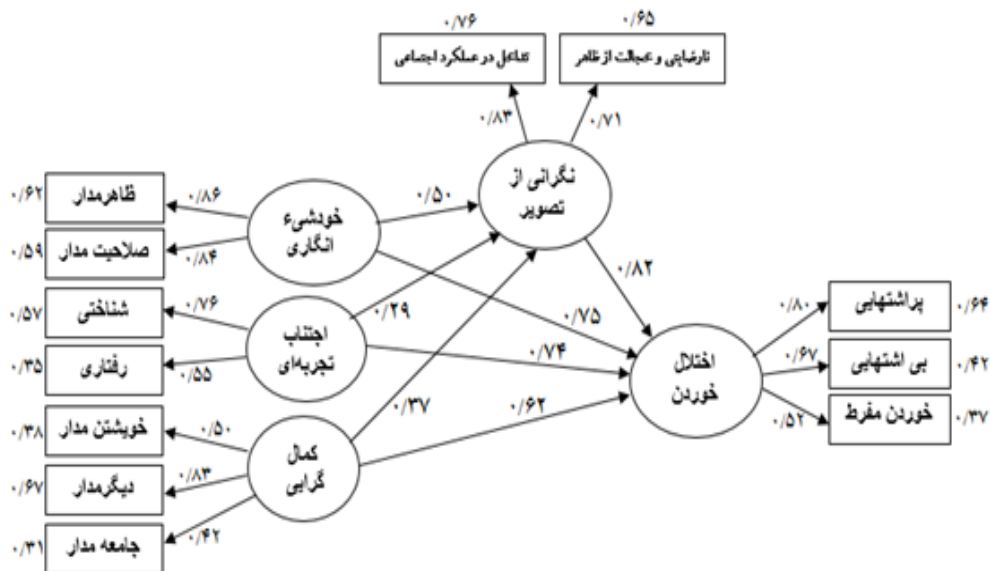 ۰/۷۶
۰/۶۵
تداخل در عملکرد اجتماعی
نارضایتی و خجالت از ظاهر
۰/۸۳
۰/۷۱
نگرانی از
تصویر
۰/۶۲
ظاهرمدار
۰/۸۶
خودشیء
انگاری
۰/۵۰
۰/۵۹
صلاحیت مدار
۰/۸۴
۰/۸۲
۰/۵۷
شناختی
۰/۷۶
اجتناب
تجربه‌ای
۰/۲۹
۰/۷۵
۰/۳۵
رفتاری
۰/۵۵
۰/۷۴
اختلال
خوردن
۰/۸۰
پراشتهایی
۰/۶۴
۰/۶۷
بی اشتهایی
۰/۴۲
۰/۵۲
خوردن مفرط
۰/۳۷
۰/۳۸
خویشتن مدار
۰/۵۰
کمال
گرایی
۰/۳۷
۰/۶۲
۰/۶۷
دیگرمدار
۰/۸۳
۰/۳۱
جامعه مدار
۰/۴۲